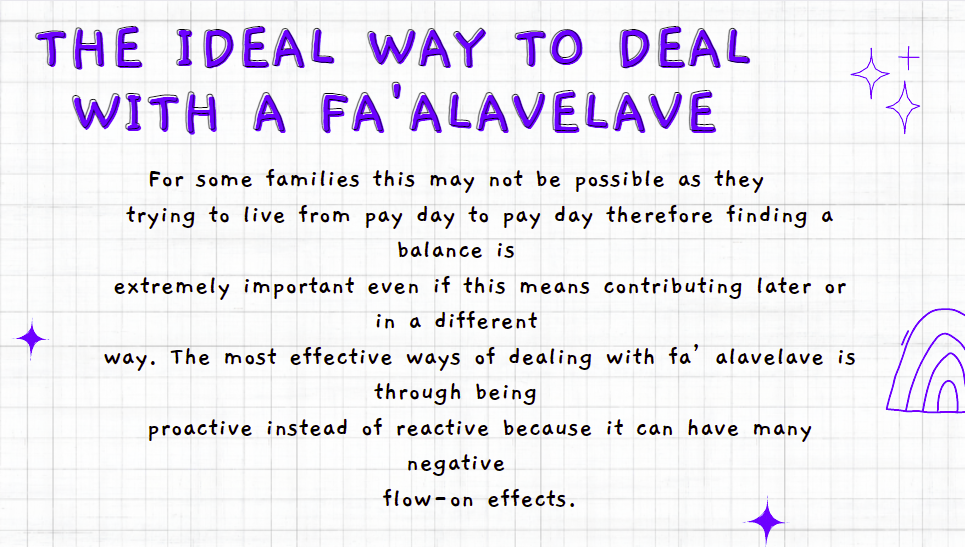 THE IDEAL WAY TO DEAL
WITH A FA'ALAVELAVE
For some families this may not be possible as they
trying to live from pay day to pay day therefore finding a
balance is
extremely important even if this means contributing later or
in a different
way. The most effective ways of dealing with fa’ alavelave is
through being
proactive instead of reactive because it can have many
negative
flow-on effects.